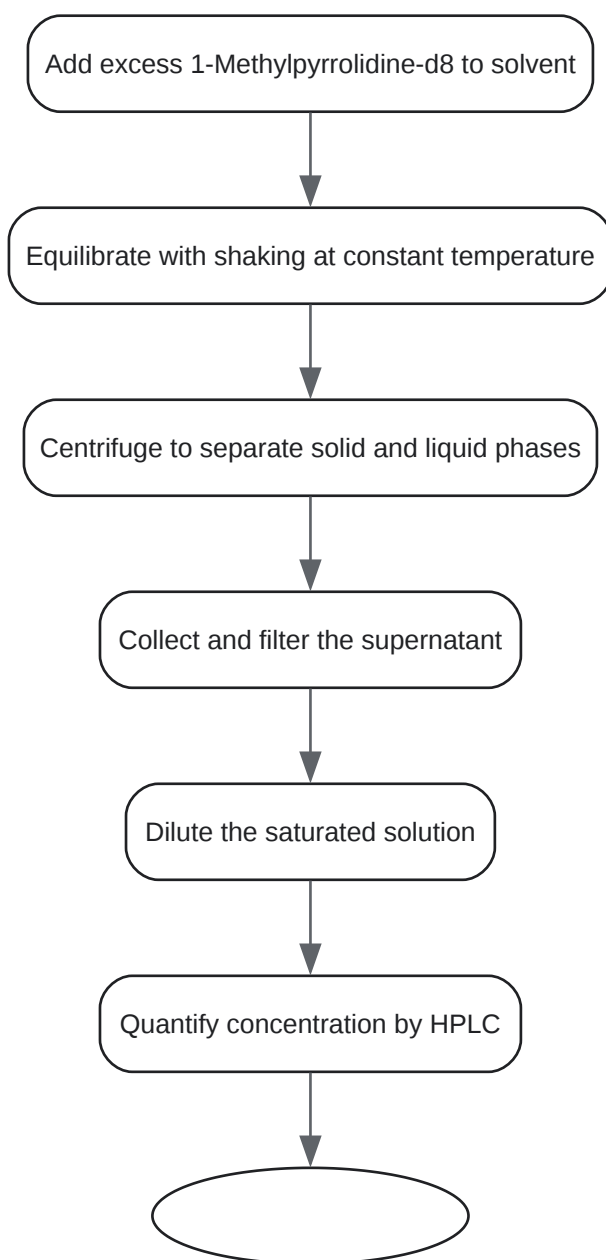 Add excess 1-Methylpyrrolidine-d8 to solvent
Equilibrate with shaking at constant temperature
Centrifuge to separate solid and liquid phases
Collect and filter the supernatant
Dilute the saturated solution
Quantify concentration by HPLC